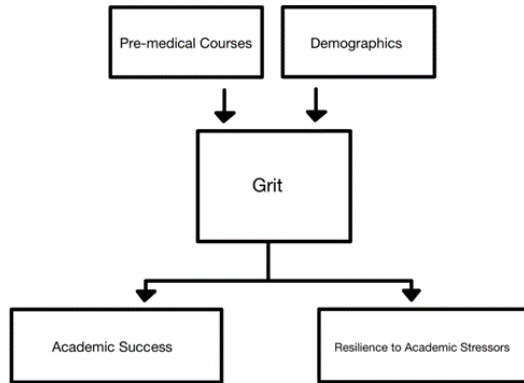 Pre-medical Courses
Demographics
Grit
Academic Success
Resilience to Academic Stressors